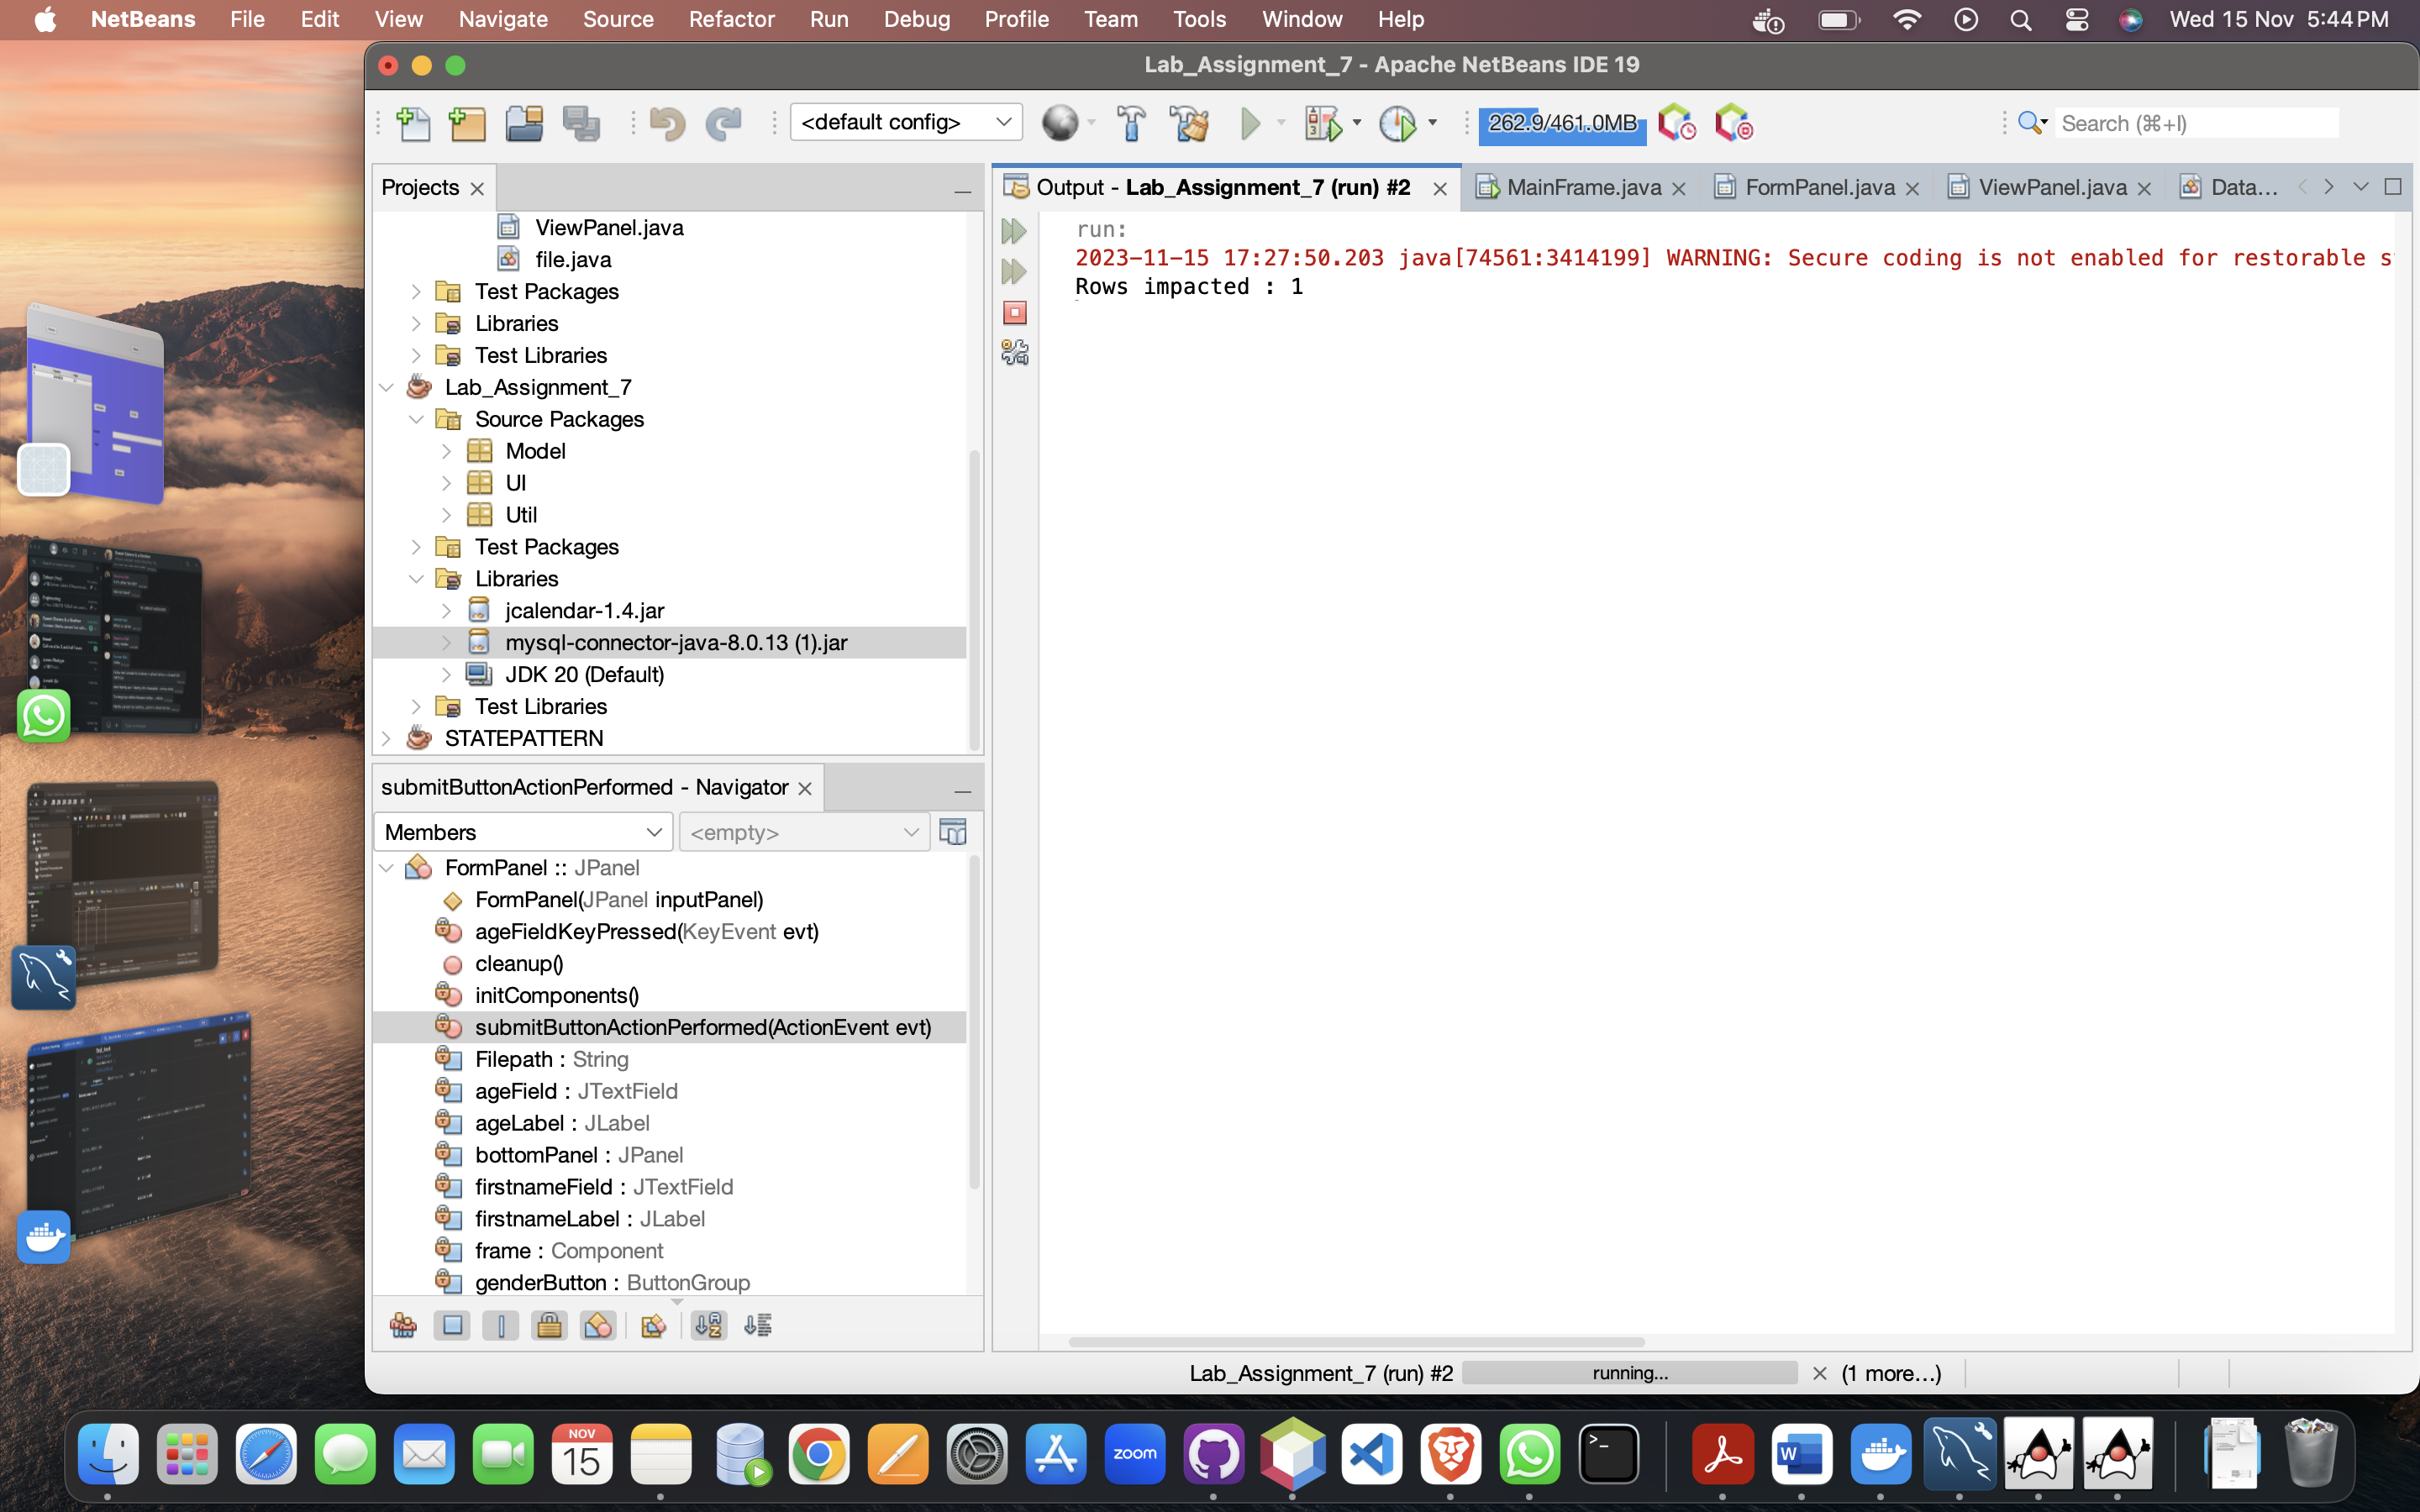 NetBeans File Edit View Navigate Source Refactor Run Debug Profile Team Tools Window Help Wed 15 Nov 5:44 PM
Lab_Assignment_7 - Apache NetBeans IDE 19
<default config> 262.9/461.0MB Search (⌘+I)
Projects
ViewPanel.java
file.java
Test Packages
Libraries
Test Libraries
Lab_Assignment_7
Source Packages
Model
UI
Util
Test Packages
Libraries
jcalendar-1.4.jar
mysql-connector-java-8.0.13 (1).jar
JDK 20 (Default)
Test Libraries
STATEPATTERN
submitButtonActionPerformed - Navigator
Members <empty>
FormPanel :: JPanel
FormPanel(JPanel inputPanel)
ageFieldKeyPressed(KeyEvent evt)
cleanup()
initComponents()
submitButtonActionPerformed(ActionEvent evt)
Filepath : String
ageField : JTextField
ageLabel : JLabel
bottomPanel : JPanel
firstnameField : JTextField
firstnameLabel : JLabel
frame : Component
genderButton : ButtonGroup
Output - Lab_Assignment_7 (run) #2 MainFrame.java FormPanel.java ViewPanel.java Data...
run:
2023-11-15 17:27:50.203 java[74561:3414199] WARNING: Secure coding is not enabled for restorable s
Rows impacted : 1
Lab_Assignment_7 (run) #2 running... (1 more...)
NOV
15
zoom
W